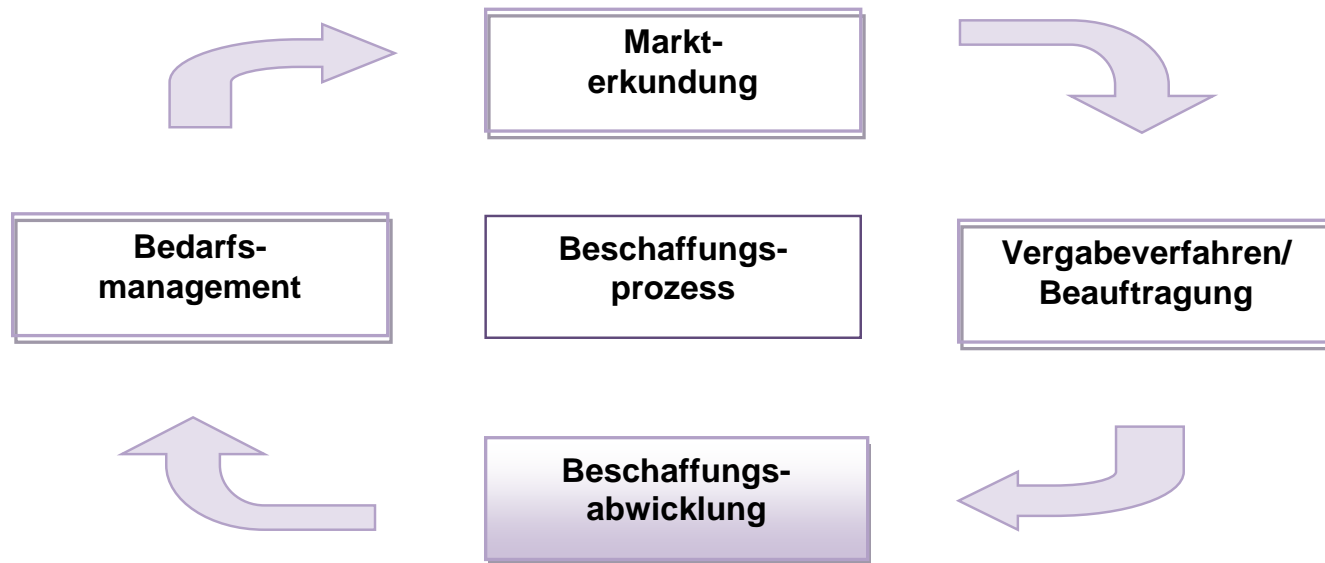 Markt-
erkundung
Bedarfs-
management
Beschaffungs-
prozess
Vergabeverfahren/
Beauftragung
Beschaffungs-
abwicklung